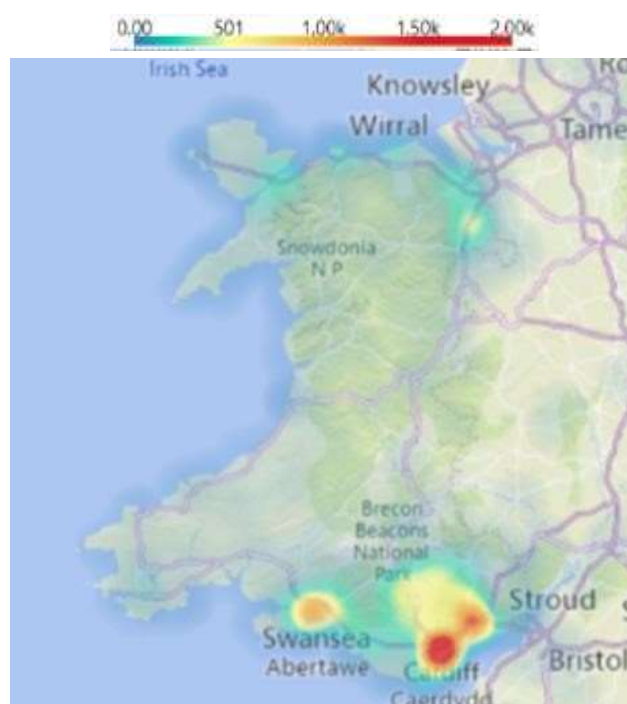 0.00 501 1.00k 1.50k 2.00k
Irish Sea
Knowsley
Wirral
Tame
Snowdonia
N P
Brecon
Beacons
National
Park
Stroud
Swansea
Abertawe
Cardiff
Caerdydd
Bristol